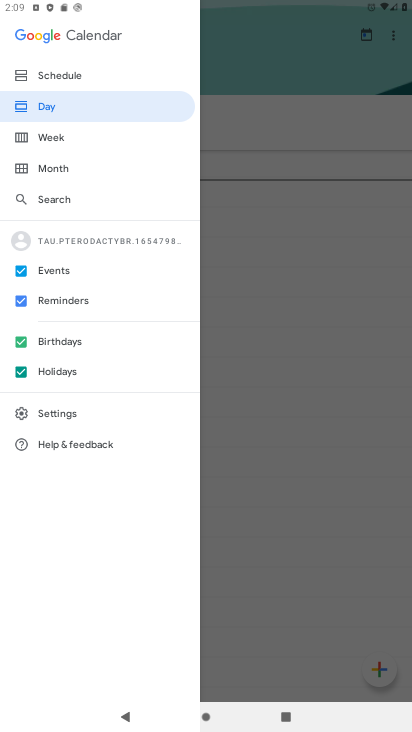 2:09
Google Calendar
Schedule
Day
Week
Month
Search
TAU.PTERODACTYBR.1654798...
Events
Reminders
Birthdays
Holidays
Settings
Help & feedback